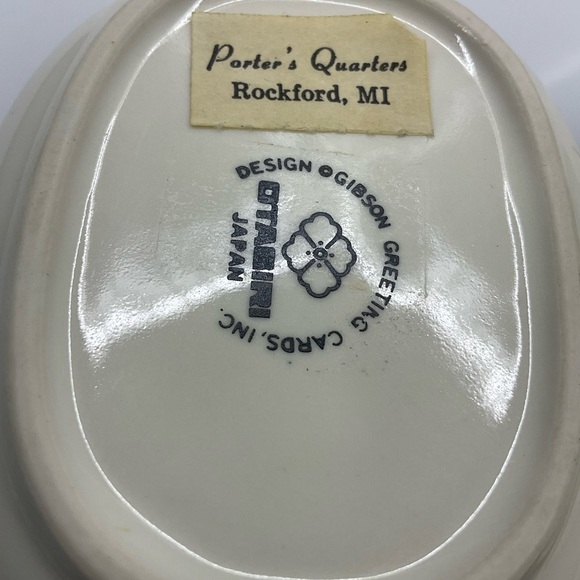 Porter's Quarters
Rockford, MI
DESIGN © GIBSON GREETING CARDS, INC.
OTAGIRI
JAPAN